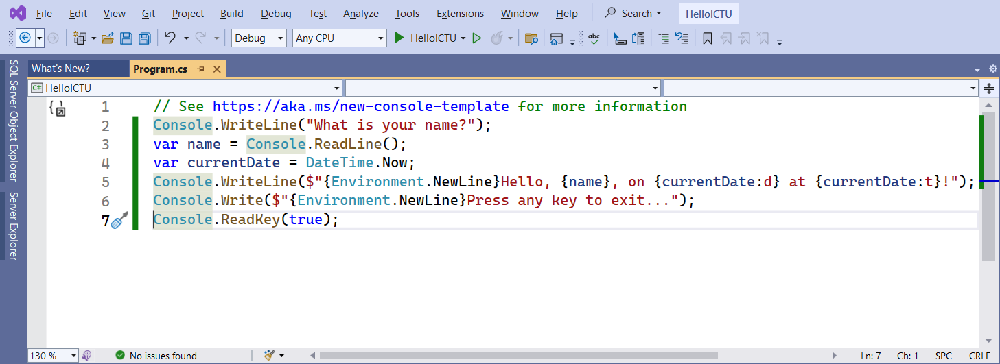 File Edit View Git Project Build Debug Test Analyze Tools Extensions Window Help Search HelloICTU
Debug Any CPU HelloICTU abc
SQL Server Object Explorer
Server Explorer
What's New? Program.cs
C# HelloICTU
1 // See https://aka.ms/new-console-template for more information
2 Console.WriteLine("What is your name?");
3 var name = Console.ReadLine();
4 var currentDate = DateTime.Now;
5 Console.WriteLine($"{Environment.NewLine}Hello, {name}, on {currentDate:d} at {currentDate:t}!");
6 Console.Write($"{Environment.NewLine}Press any key to exit...");
7 Console.ReadKey(true);
130 % No issues found Ln: 7 Ch: 1 SPC CRLF